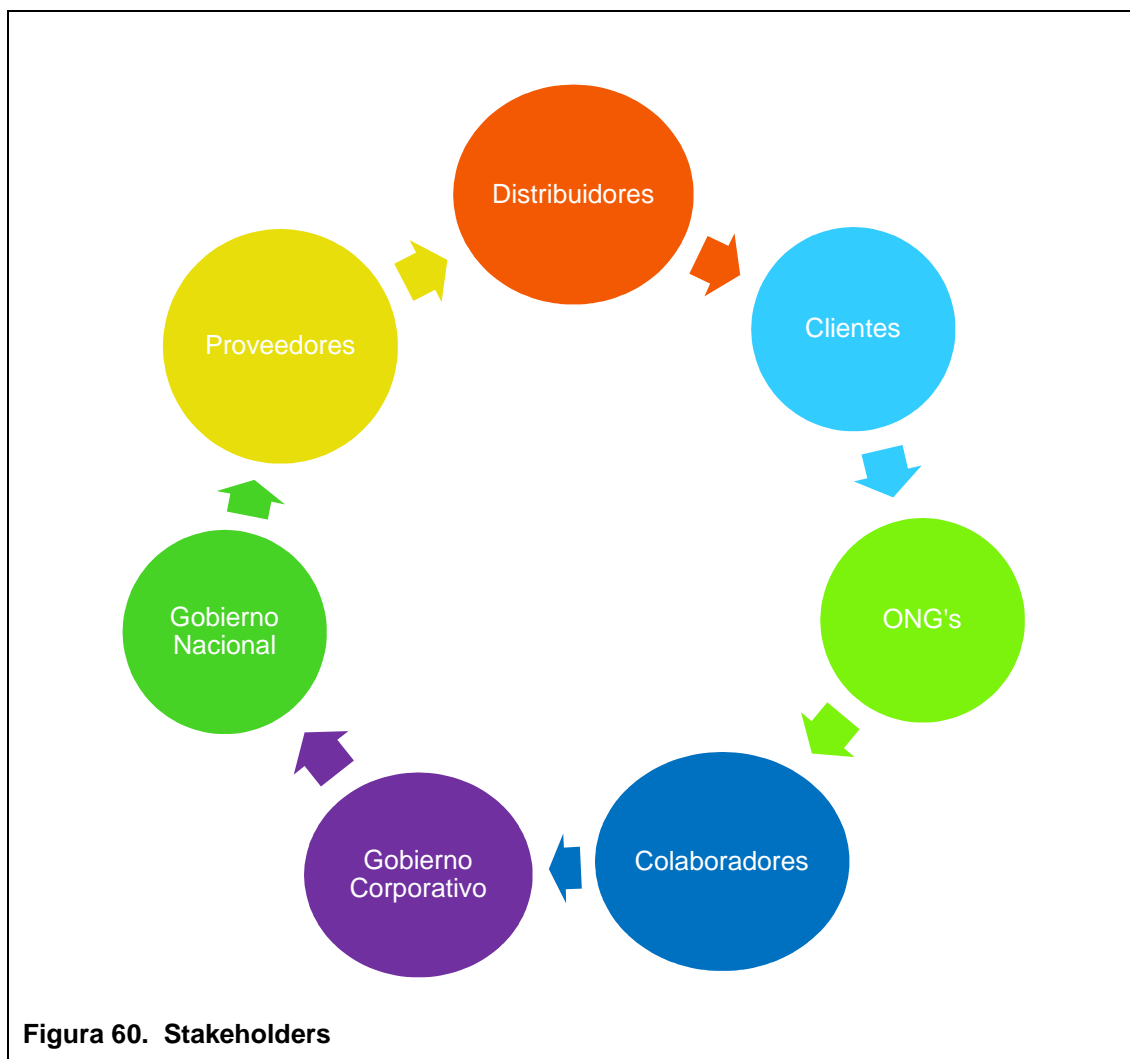 Distribuidores
Clientes
ONG's
Colaboradores
Gobierno
Corporativo
Gobierno
Nacional
Proveedores
Figura 60. Stakeholders